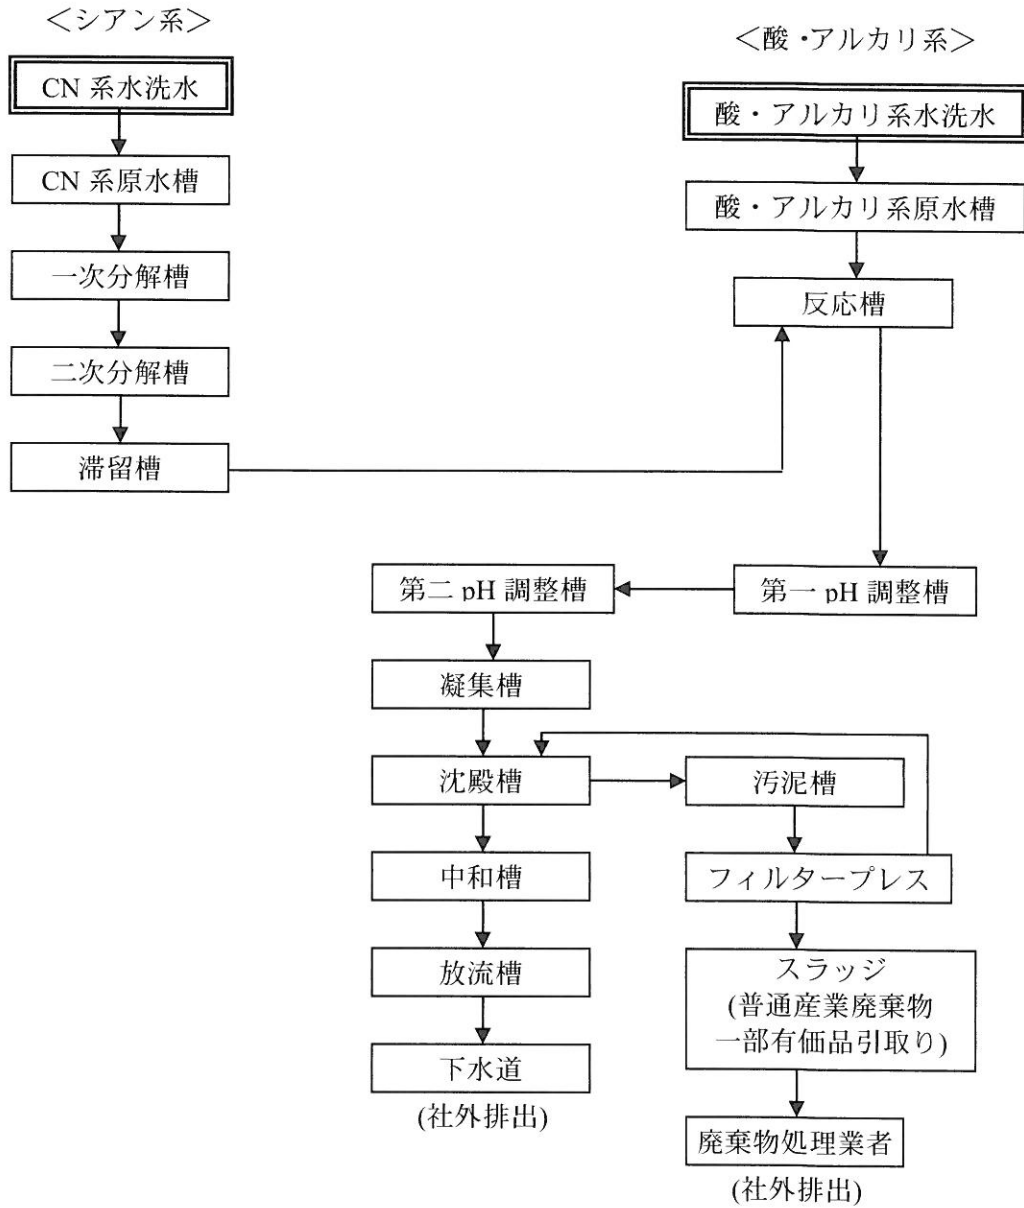 ＜シアン系＞
CN 系水洗水
CN 系原水槽
一次分解槽
二次分解槽
滞留槽
＜酸・アルカリ系＞
酸・アルカリ系水洗水
酸・アルカリ系原水槽
反応槽
第一 pH 調整槽
第二 pH 調整槽
凝集槽
沈殿槽
中和槽
放流槽
下水道
(社外排出)
汚泥槽
フィルタープレス
スラッジ
(普通産業廃棄物
一部有価品引取り)
廃棄物処理業者
(社外排出)